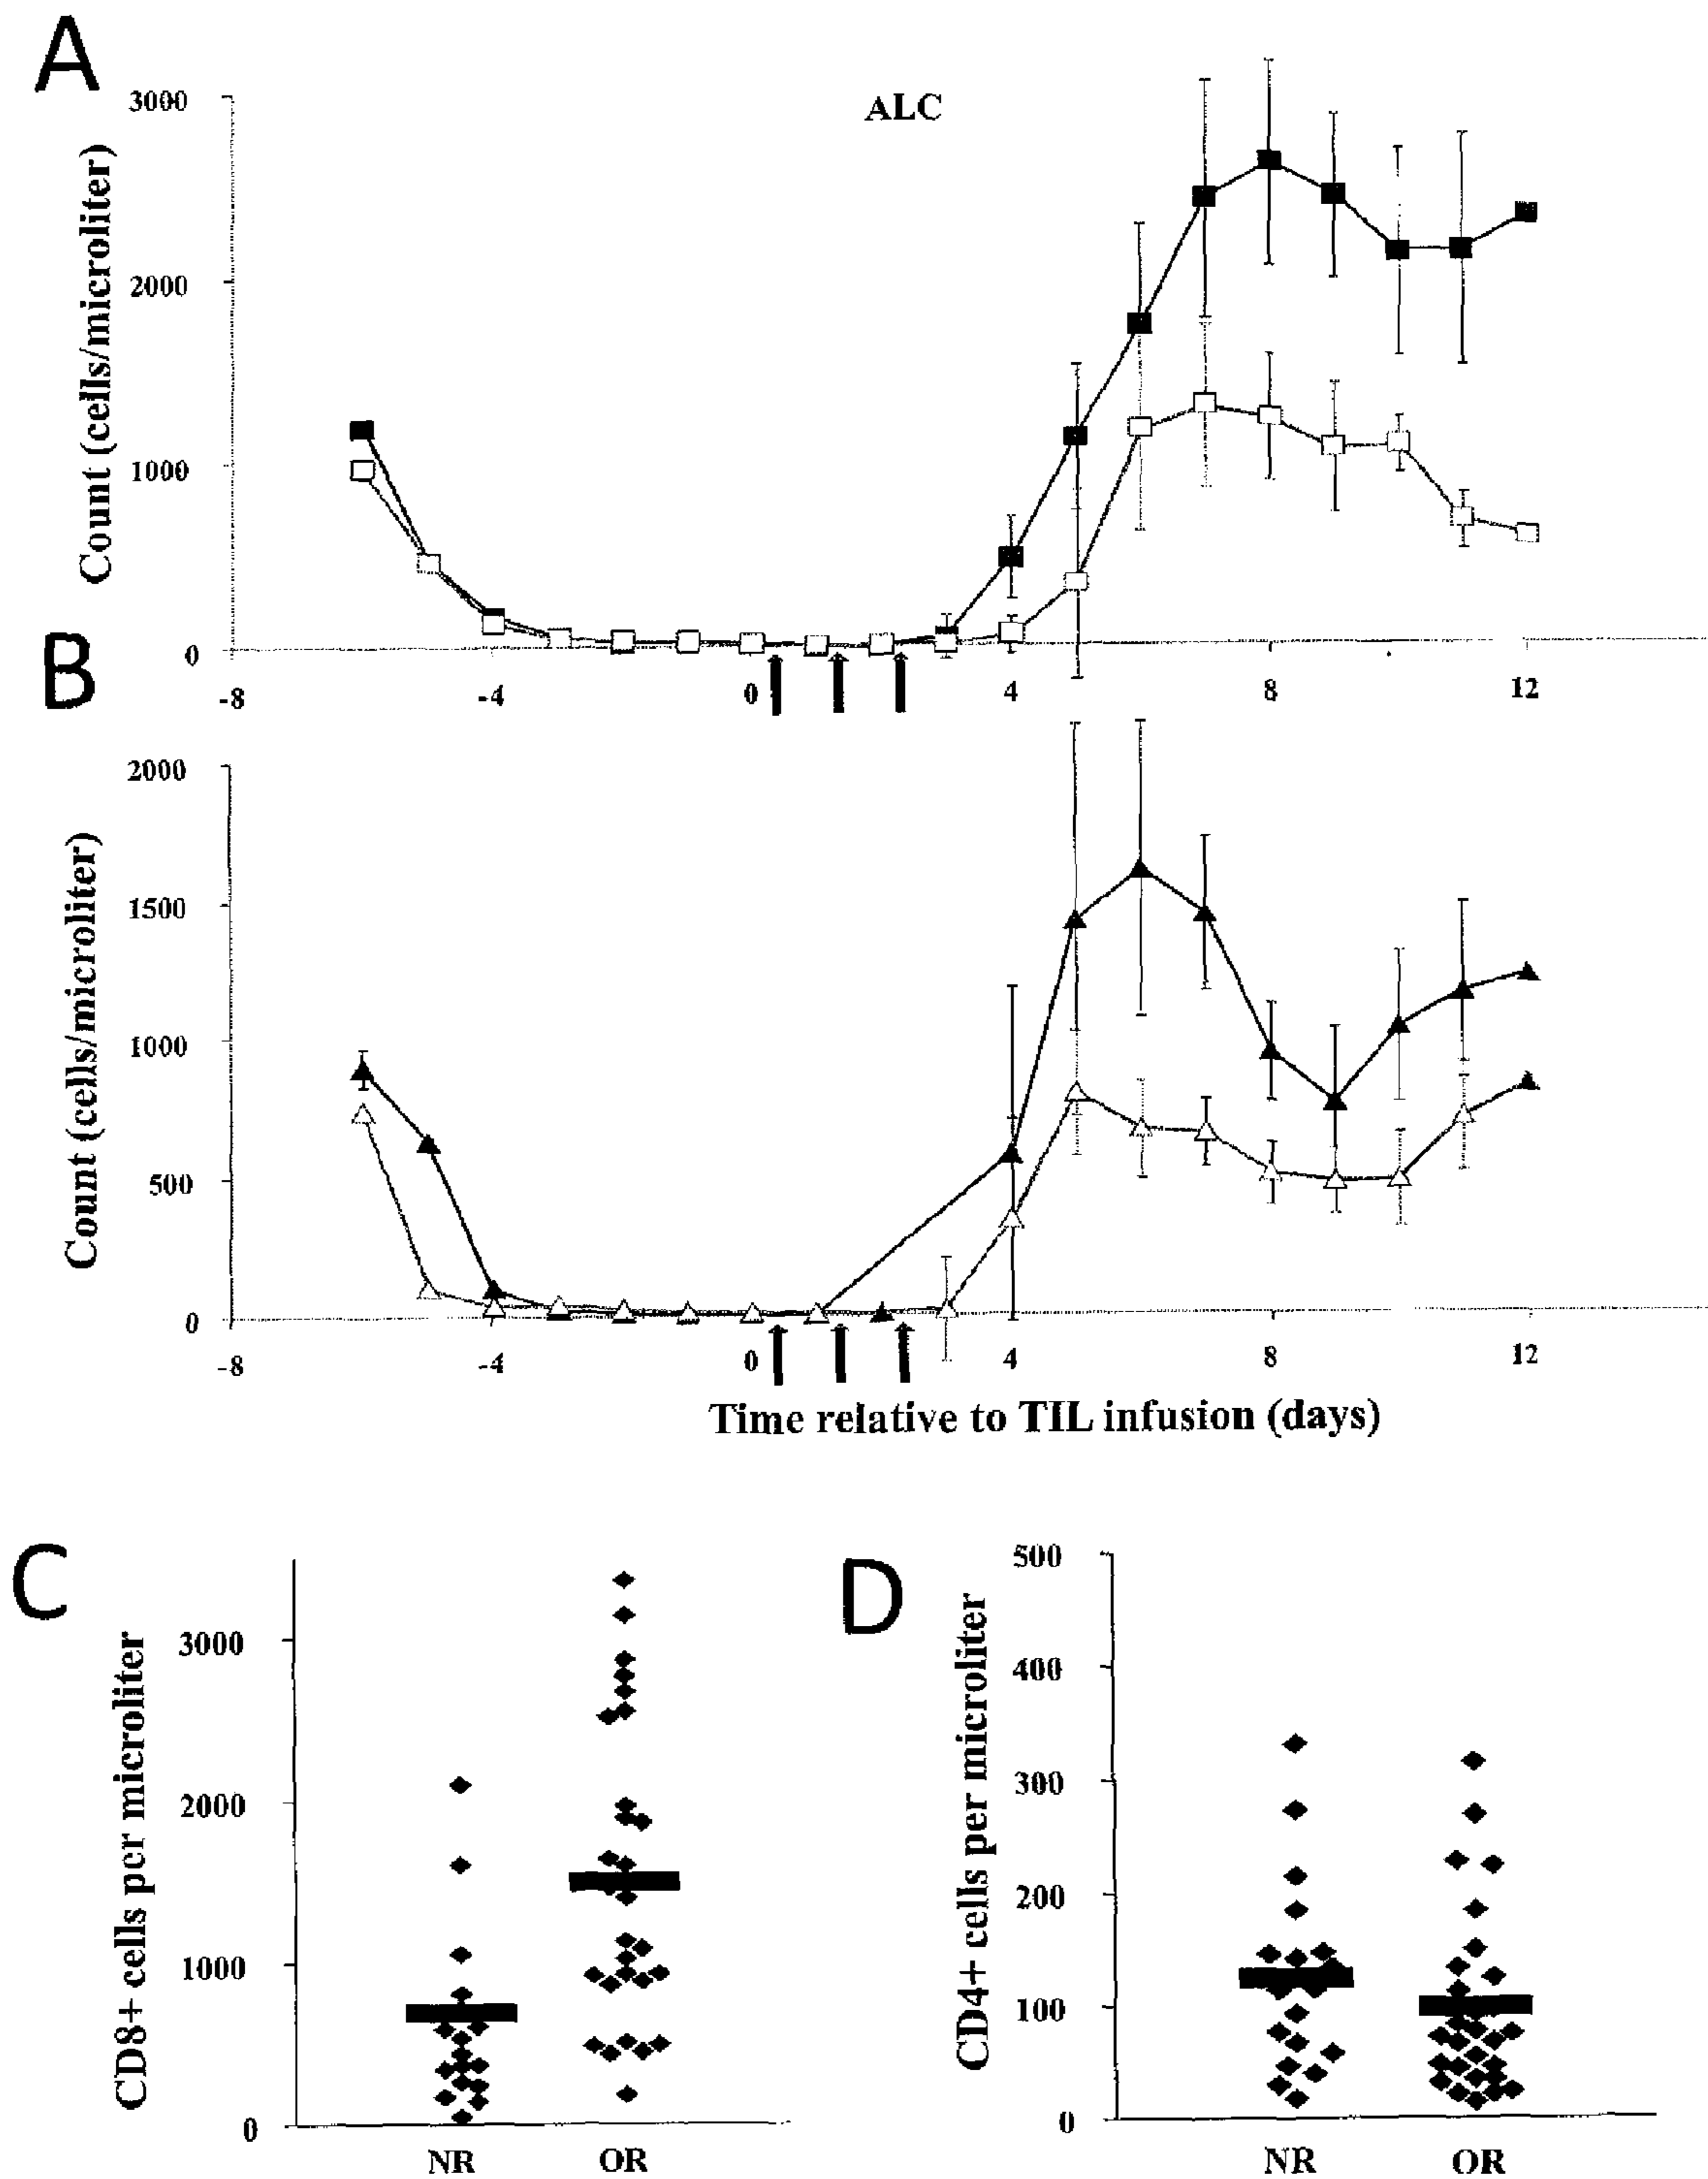 A
ALC
Count (cells/microliter)
3000
2000
1000
0
-8 -4 0 4 8 12
B
Count (cells/microliter)
2000
1500
1000
500
0
-8 -4 0 4 8 12
Time relative to TIL infusion (days)
C
CD8+ cells per microliter
3000
2000
1000
0
NR OR
D
CD4+ cells per microliter
500
400
300
200
100
0
NR OR